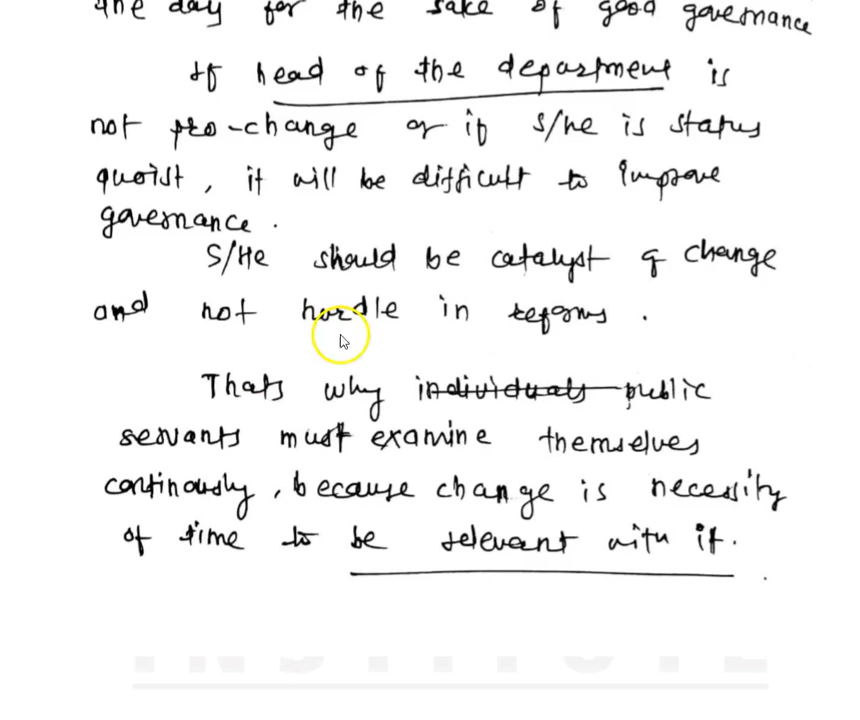 the day for the sake of good governance
If head of the department is
not pro-change or if s/he is status
quoist, it will be difficult to improve
governance.
S/He should be catalyst of change
and not hurdle in reforms.
Thats why individuals public
servants must examine themselves
continously, because change is necessity
of time to be relevant with it.
INSTITUTE